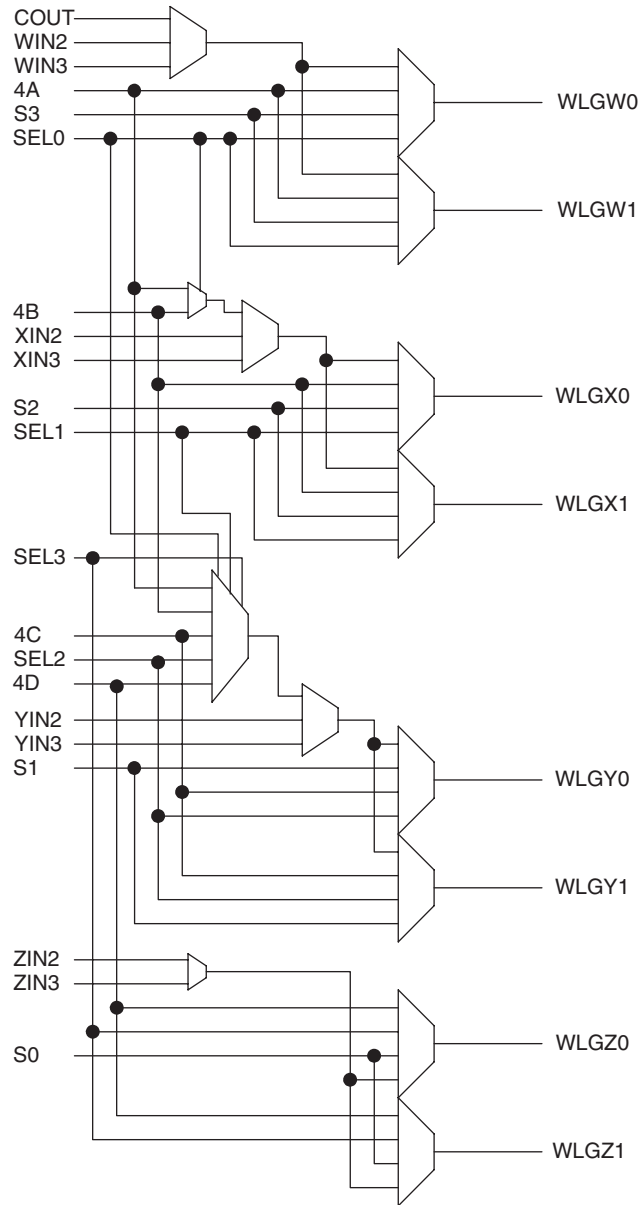 COUT
WIN2
WIN3
4A
S3
SEL0
WLGW0
WLGW1
4B
XIN2
XIN3
S2
SEL1
WLGX0
WLGX1
SEL3
4C
SEL2
4D
YIN2
YIN3
S1
WLGY0
WLGY1
ZIN2
ZIN3
S0
WLGZ0
WLGZ1